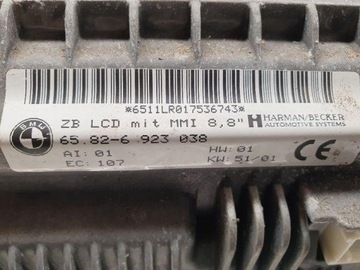 *6511LR017536743*
BMW
ZB LCD mit MMI 8,8"
HARMAN/BECKER
AUTOMOTIVE SYSTEMS
65.82-6 923 038
AI: 01
HW: 01
EC: 107
KW: 51/01
CE